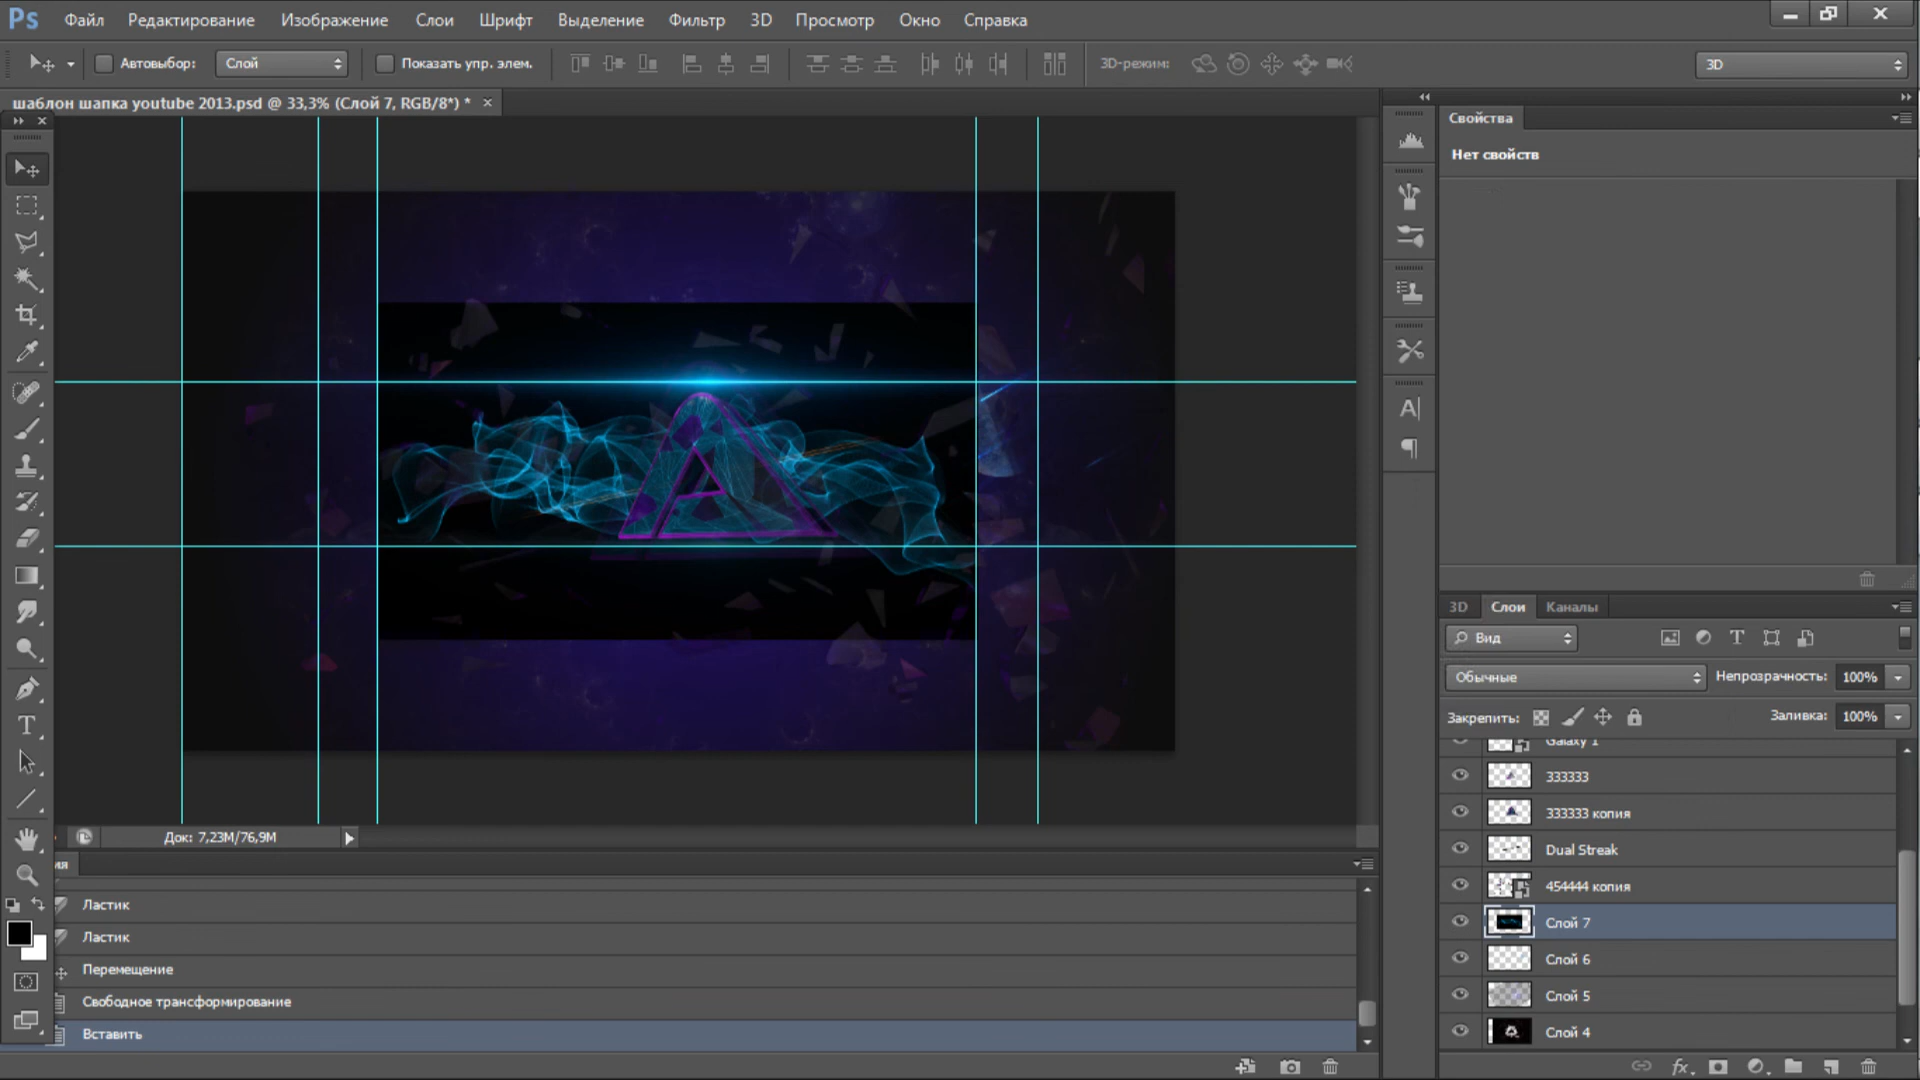 Ps Файл Редактирование Изображение Слои Шрифт Выделение Фильтр 3D Просмотр Окно Справка
Автовыбор: Слой Показать упр. элем. 3D-режим: 3D
шаблон шапка youtube 2013.psd @ 33,3% (Слой 7, RGB/8*) *
Свойства
Нет свойств
3D Слои Каналы
Вид
Обычные Непрозрачность: 100%
Закрепить: Заливка: 100%
Galaxy 1
333333
333333 копия
Dual Streak
454444 копия
Слой 7
Слой 6
Слой 5
Слой 4
Док: 7,23M/76,9M
ия
Ластик
Ластик
Перемещение
Свободное трансформирование
Вставить